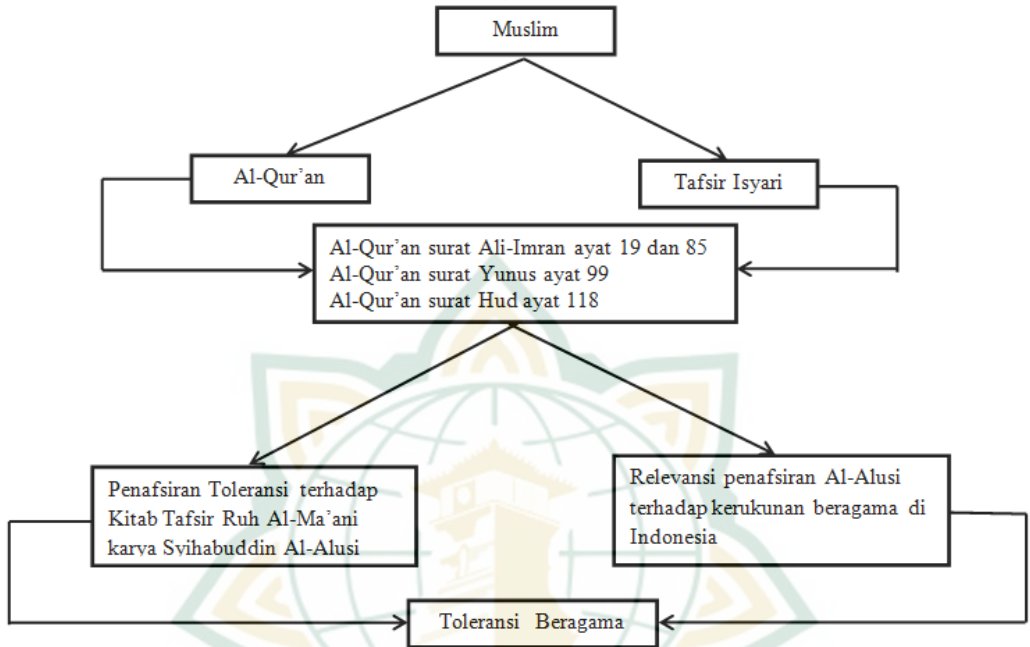 Muslim
Al-Qur'an
Tafsir Isyari
Al-Qur'an surat Ali-Imran ayat 19 dan 85
Al-Qur'an surat Yunus ayat 99
Al-Qur'an surat Hud ayat 118
Penafsiran Toleransi terhadap
Kitab Tafsir Ruh Al-Ma'ani
karya Syihabuddin Al-Alusi
Relevansi penafsiran Al-Alusi
terhadap kerukunan beragama di
Indonesia
Toleransi Beragama